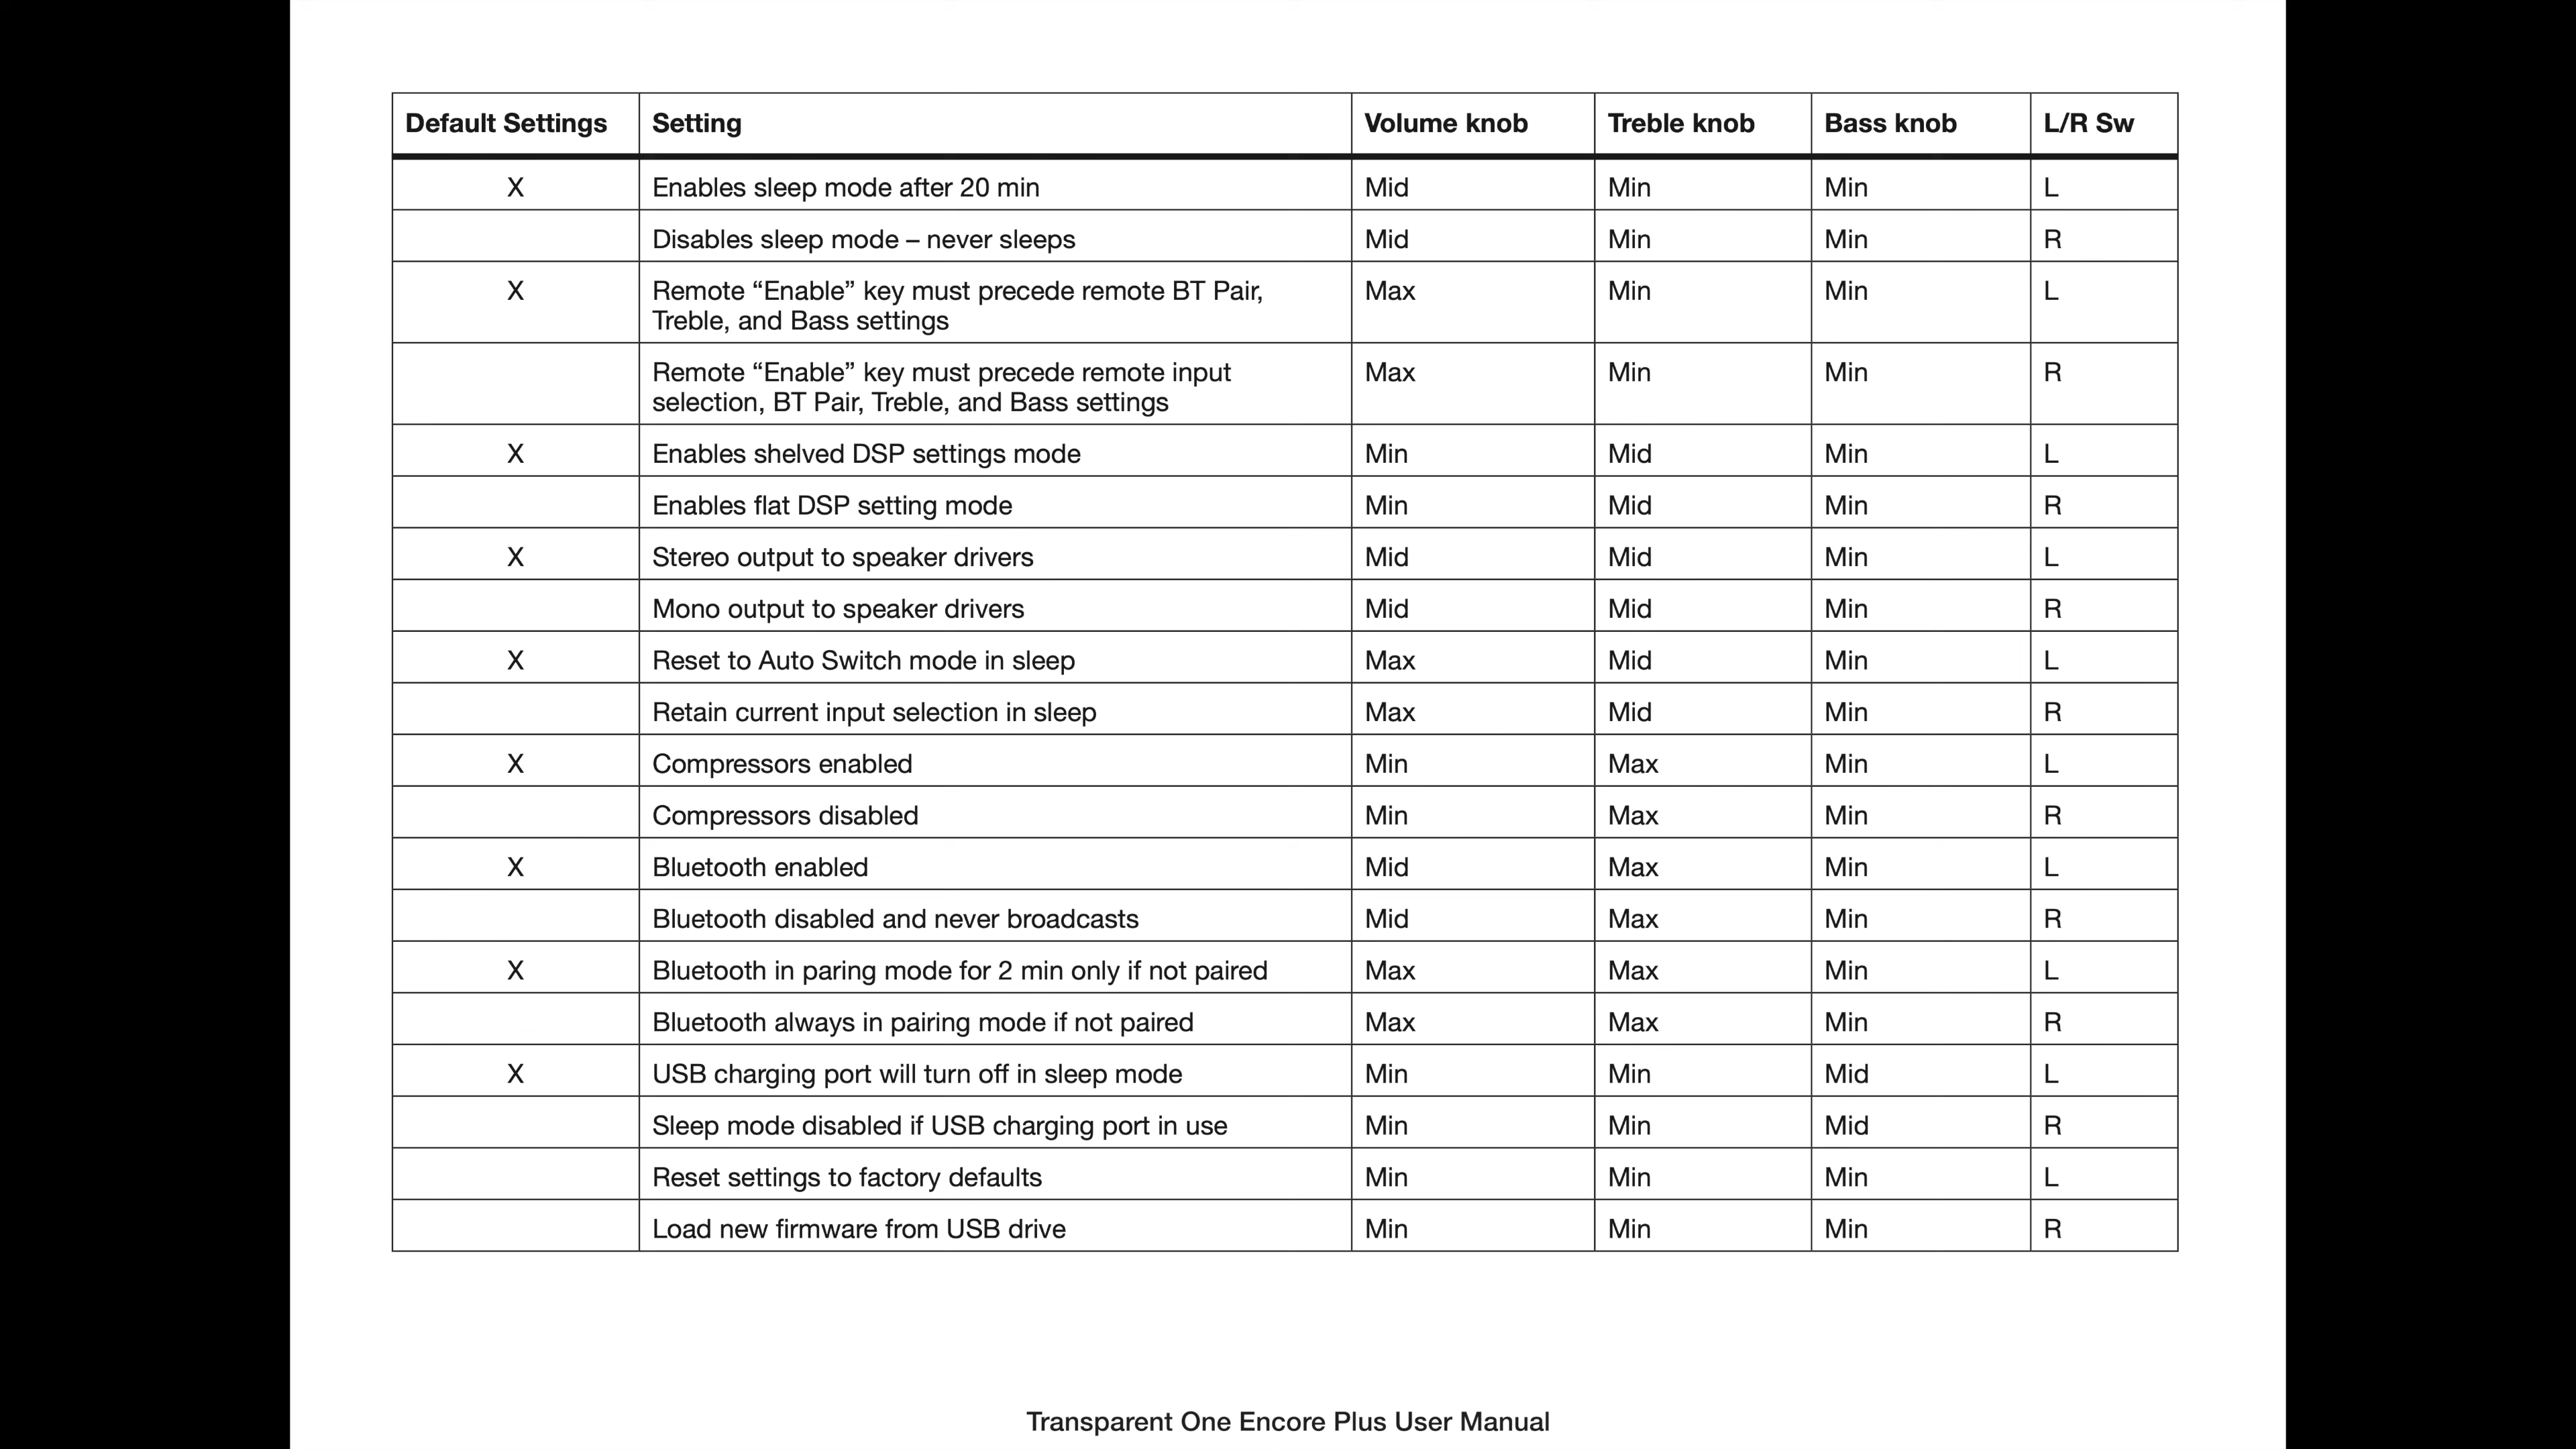 Default Settings Setting Volume knob Treble knob Bass knob L/R Sw
X Enables sleep mode after 20 min Mid Min Min L
Disables sleep mode – never sleeps Mid Min Min R
X Remote “Enable” key must precede remote BT Pair, Max Min Min L
Treble, and Bass settings
Remote “Enable” key must precede remote input Max Min Min R
selection, BT Pair, Treble, and Bass settings
X Enables shelved DSP settings mode Min Mid Min L
Enables flat DSP setting mode Min Mid Min R
X Stereo output to speaker drivers Mid Mid Min L
Mono output to speaker drivers Mid Mid Min R
X Reset to Auto Switch mode in sleep Max Mid Min L
Retain current input selection in sleep Max Mid Min R
X Compressors enabled Min Max Min L
Compressors disabled Min Max Min R
X Bluetooth enabled Mid Max Min L
Bluetooth disabled and never broadcasts Mid Max Min R
X Bluetooth in paring mode for 2 min only if not paired Max Max Min L
Bluetooth always in pairing mode if not paired Max Max Min R
X USB charging port will turn off in sleep mode Min Min Mid L
Sleep mode disabled if USB charging port in use Min Min Mid R
Reset settings to factory defaults Min Min Min L
Load new firmware from USB drive Min Min Min R
Transparent One Encore Plus User Manual